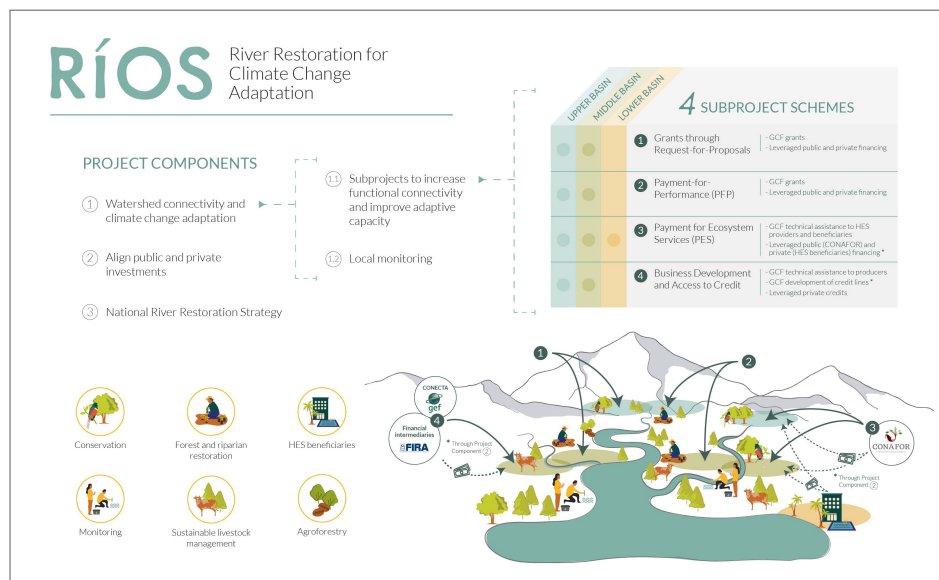 RÍOS
River Restoration for
Climate Change
Adaptation
PROJECT COMPONENTS
1 Watershed connectivity and
climate change adaptation
2 Align public and private
investments
3 National River Restoration Strategy
1.1 Subprojects to increase
functional connectivity
and improve adaptive
capacity
1.2 Local monitoring
UPPER BASIN
MIDDLE BASIN
LOWER BASIN
4 SUBPROJECT SCHEMES
1 Grants through
Request-for-Proposals
- GCF grants
- Leveraged public and private financing
2 Payment-for-
Performance (PFP)
- GCF grants
- Leveraged public and private financing
3 Payment for Ecosystem
Services (PES)
- GCF technical assistance to HES
providers and beneficiaries
- Leveraged public (CONAFOR) and
private (HES beneficiaries) financing *
4 Business Development
and Access to Credit
- GCF technical assistance to producers
- GCF development of credit lines *
- Leveraged private credits
Conservation
Forest and riparian
restoration
HES beneficiaries
Monitoring
Sustainable livestock
management
Agroforestry
1
2
CONECTA
gef
4
Financial
intermediaries
FIRA
* Through Project
Component 2
3
CONAFOR
* Through Project
Component 2